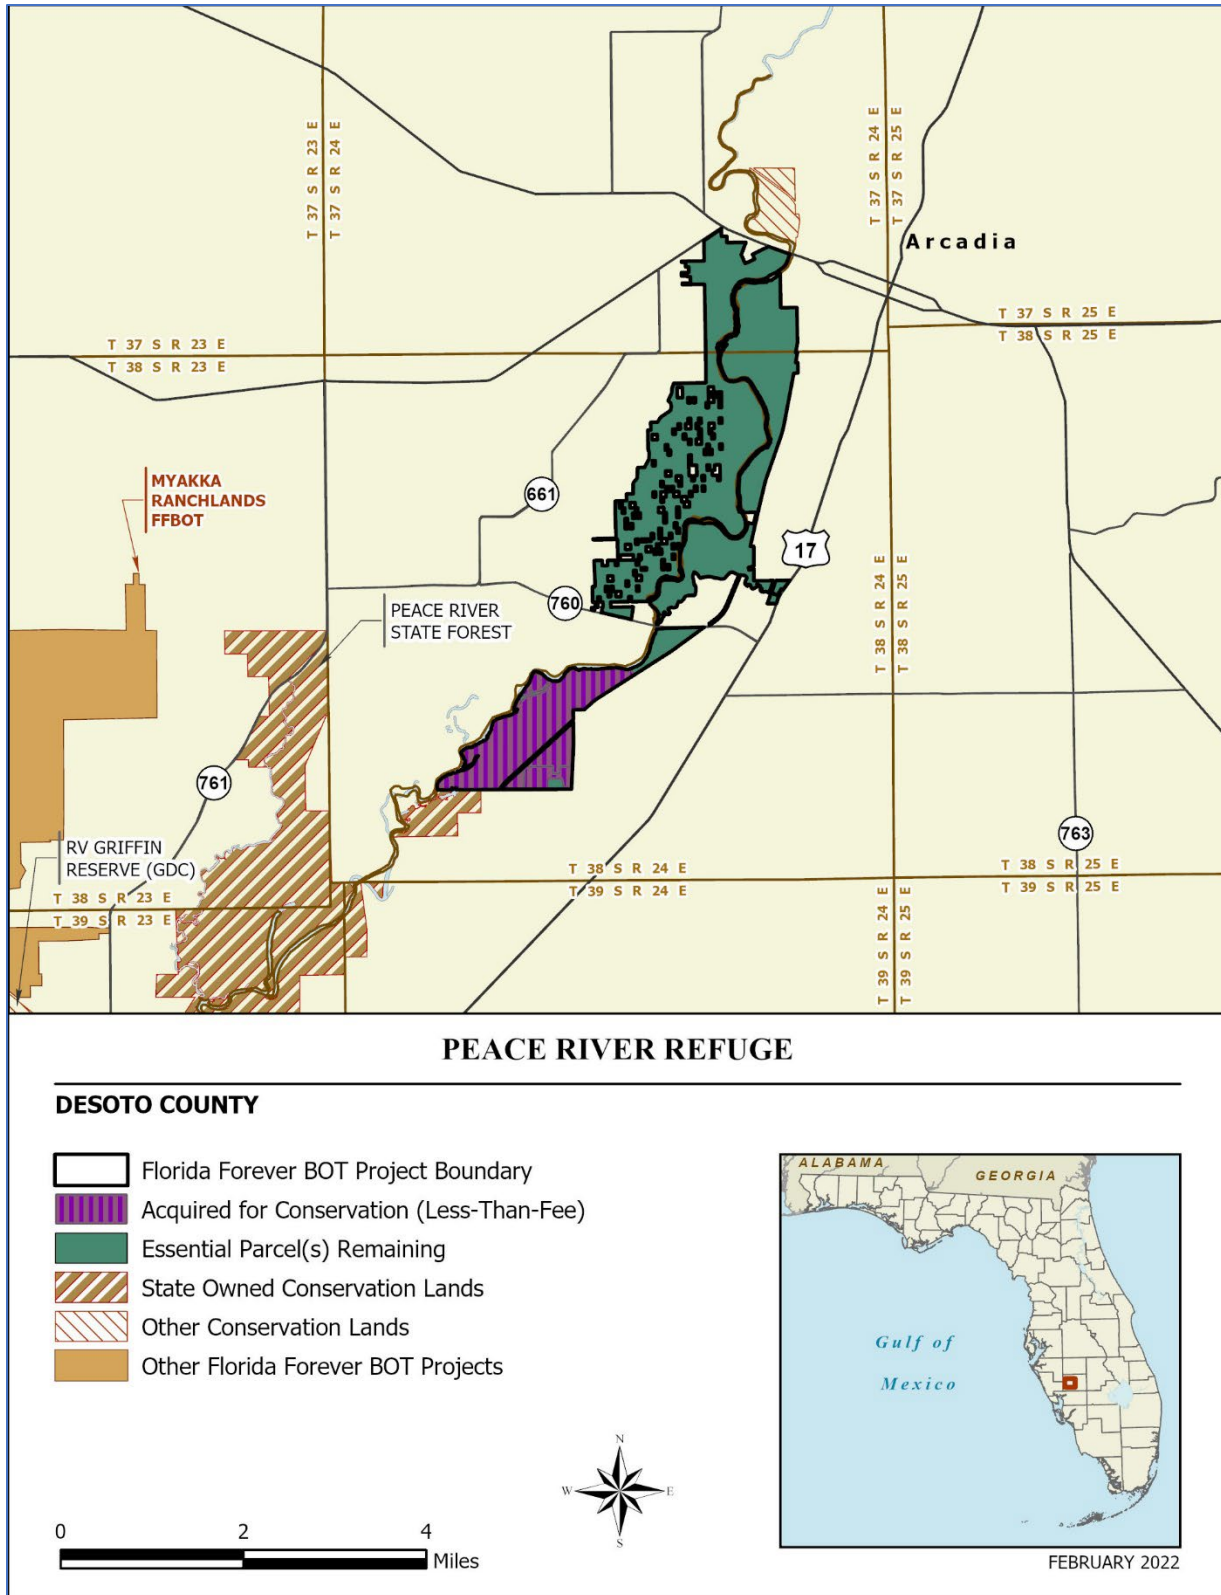 T 37 S R 23 E
T 37 S R 24 E
T 37 S R 24 E
T 37 S R 25 E
Arcadia
T 37 S R 23 E
T 38 S R 23 E
T 37 S R 25 E
T 38 S R 25 E
MYAKKA
RANCHLANDS
FFBOT
661
17
760
PEACE RIVER
STATE FOREST
T 38 S R 24 E
T 38 S R 25 E
761
763
RV GRIFFIN
RESERVE (GDC)
T 38 S R 23 E
T 39 S R 23 E
T 38 S R 24 E
T 39 S R 24 E
T 38 S R 25 E
T 39 S R 25 E
T 39 S R 24 E
T 39 S R 25 E
PEACE RIVER REFUGE
DESOTO COUNTY
Florida Forever BOT Project Boundary
Acquired for Conservation (Less-Than-Fee)
Essential Parcel(s) Remaining
State Owned Conservation Lands
Other Conservation Lands
Other Florida Forever BOT Projects
ALABAMA
GEORGIA
Gulf of
Mexico
N
W E
S
0 2 4
Miles
FEBRUARY 2022